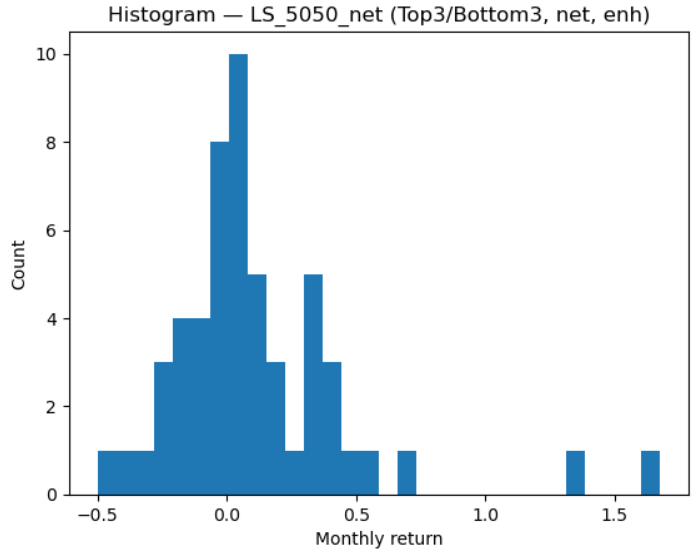 Histogram — LS_5050_net (Top3/Bottom3, net, enh)
10
8
6
4
2
0
Count
−0.5 0.0 0.5 1.0 1.5
Monthly return